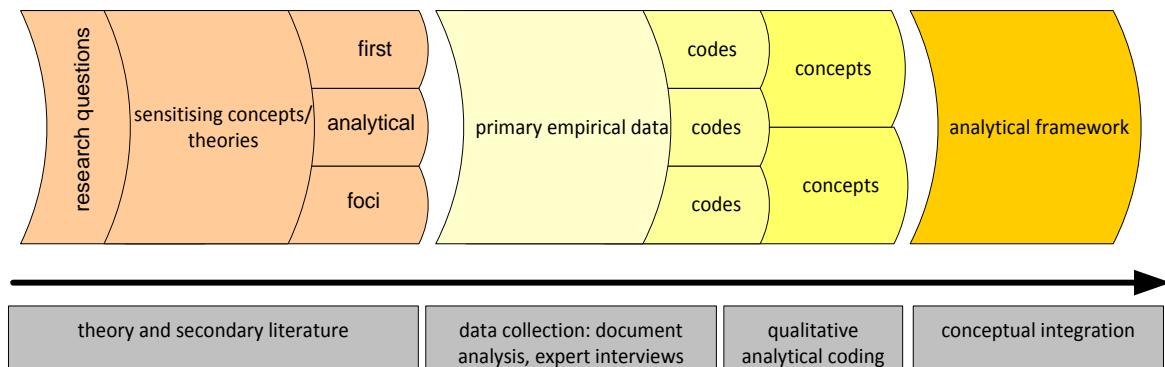 research questions
sensitising concepts/
theories
first
analytical
foci
primary empirical data
codes
codes
codes
concepts
concepts
analytical framework
theory and secondary literature
data collection: document
analysis, expert interviews
qualitative
analytical coding
conceptual integration